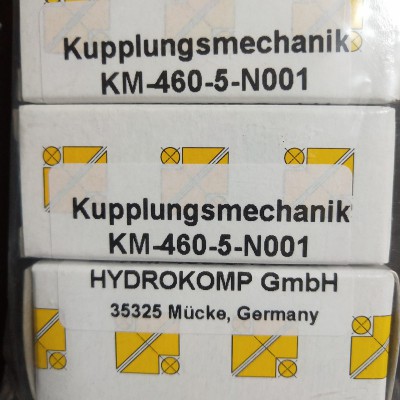 Kupplungsmechanik
KM-460-5-N001
Kupplungsmechanik
KM-460-5-N001
HYDROKOMP GmbH
35325 Mücke, Germany